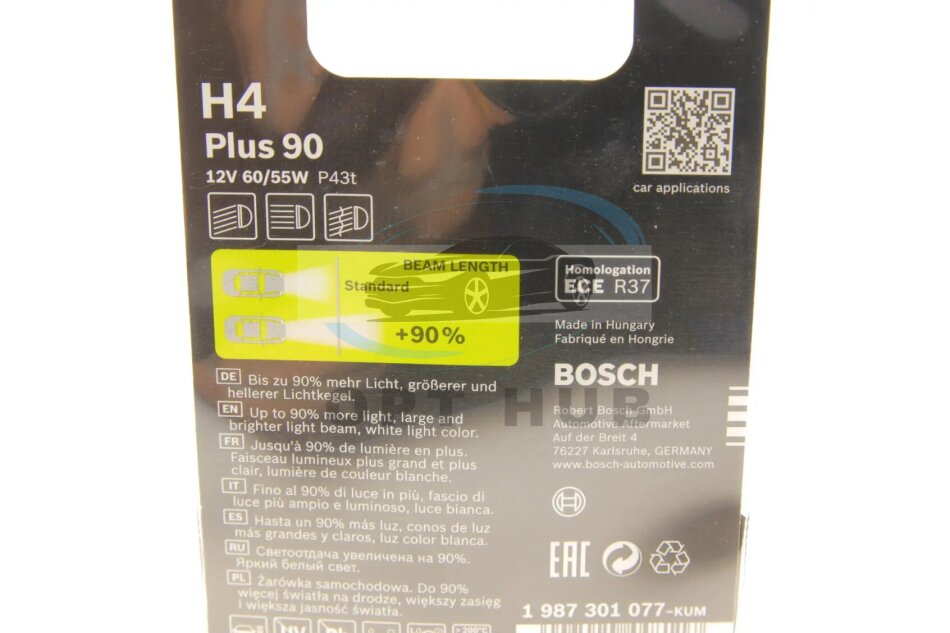 H4
Plus 90
12V 60/55W P43t
car applications
BEAM LENGTH
Standard
+90%
Homologation
ECE R37
Made in Hungary
Fabriqué en Hongrie
BOSCH
Robert Bosch GmbH
Automotive Aftermarket
Auf der Breit 4
76227 Karlsruhe, GERMANY
www.bosch-automotive.com
DE Bis zu 90% mehr Licht, größerer und
hellerer Lichtkegel.
EN Up to 90% more light, large and
brighter light beam, white light color.
FR Jusqu'à 90% de lumière en plus.
Faisceau lumineux plus grand et plus
clair, lumière de couleur blanche.
IT Fino al 90% di luce in più, fascio di
luce più ampio e luminoso, luce bianca.
ES Hasta un 90% más luz, conos de luz
más grandes y claros, luz color blanca.
RU Светоотдача увеличена на 90%.
Яркий белый свет.
PL Żarówka samochodowa. Do 90%
więcej światła na drodze, większy zasięg
i większa jasność światła.
EAC
1 987 301 077-KUM
HUB